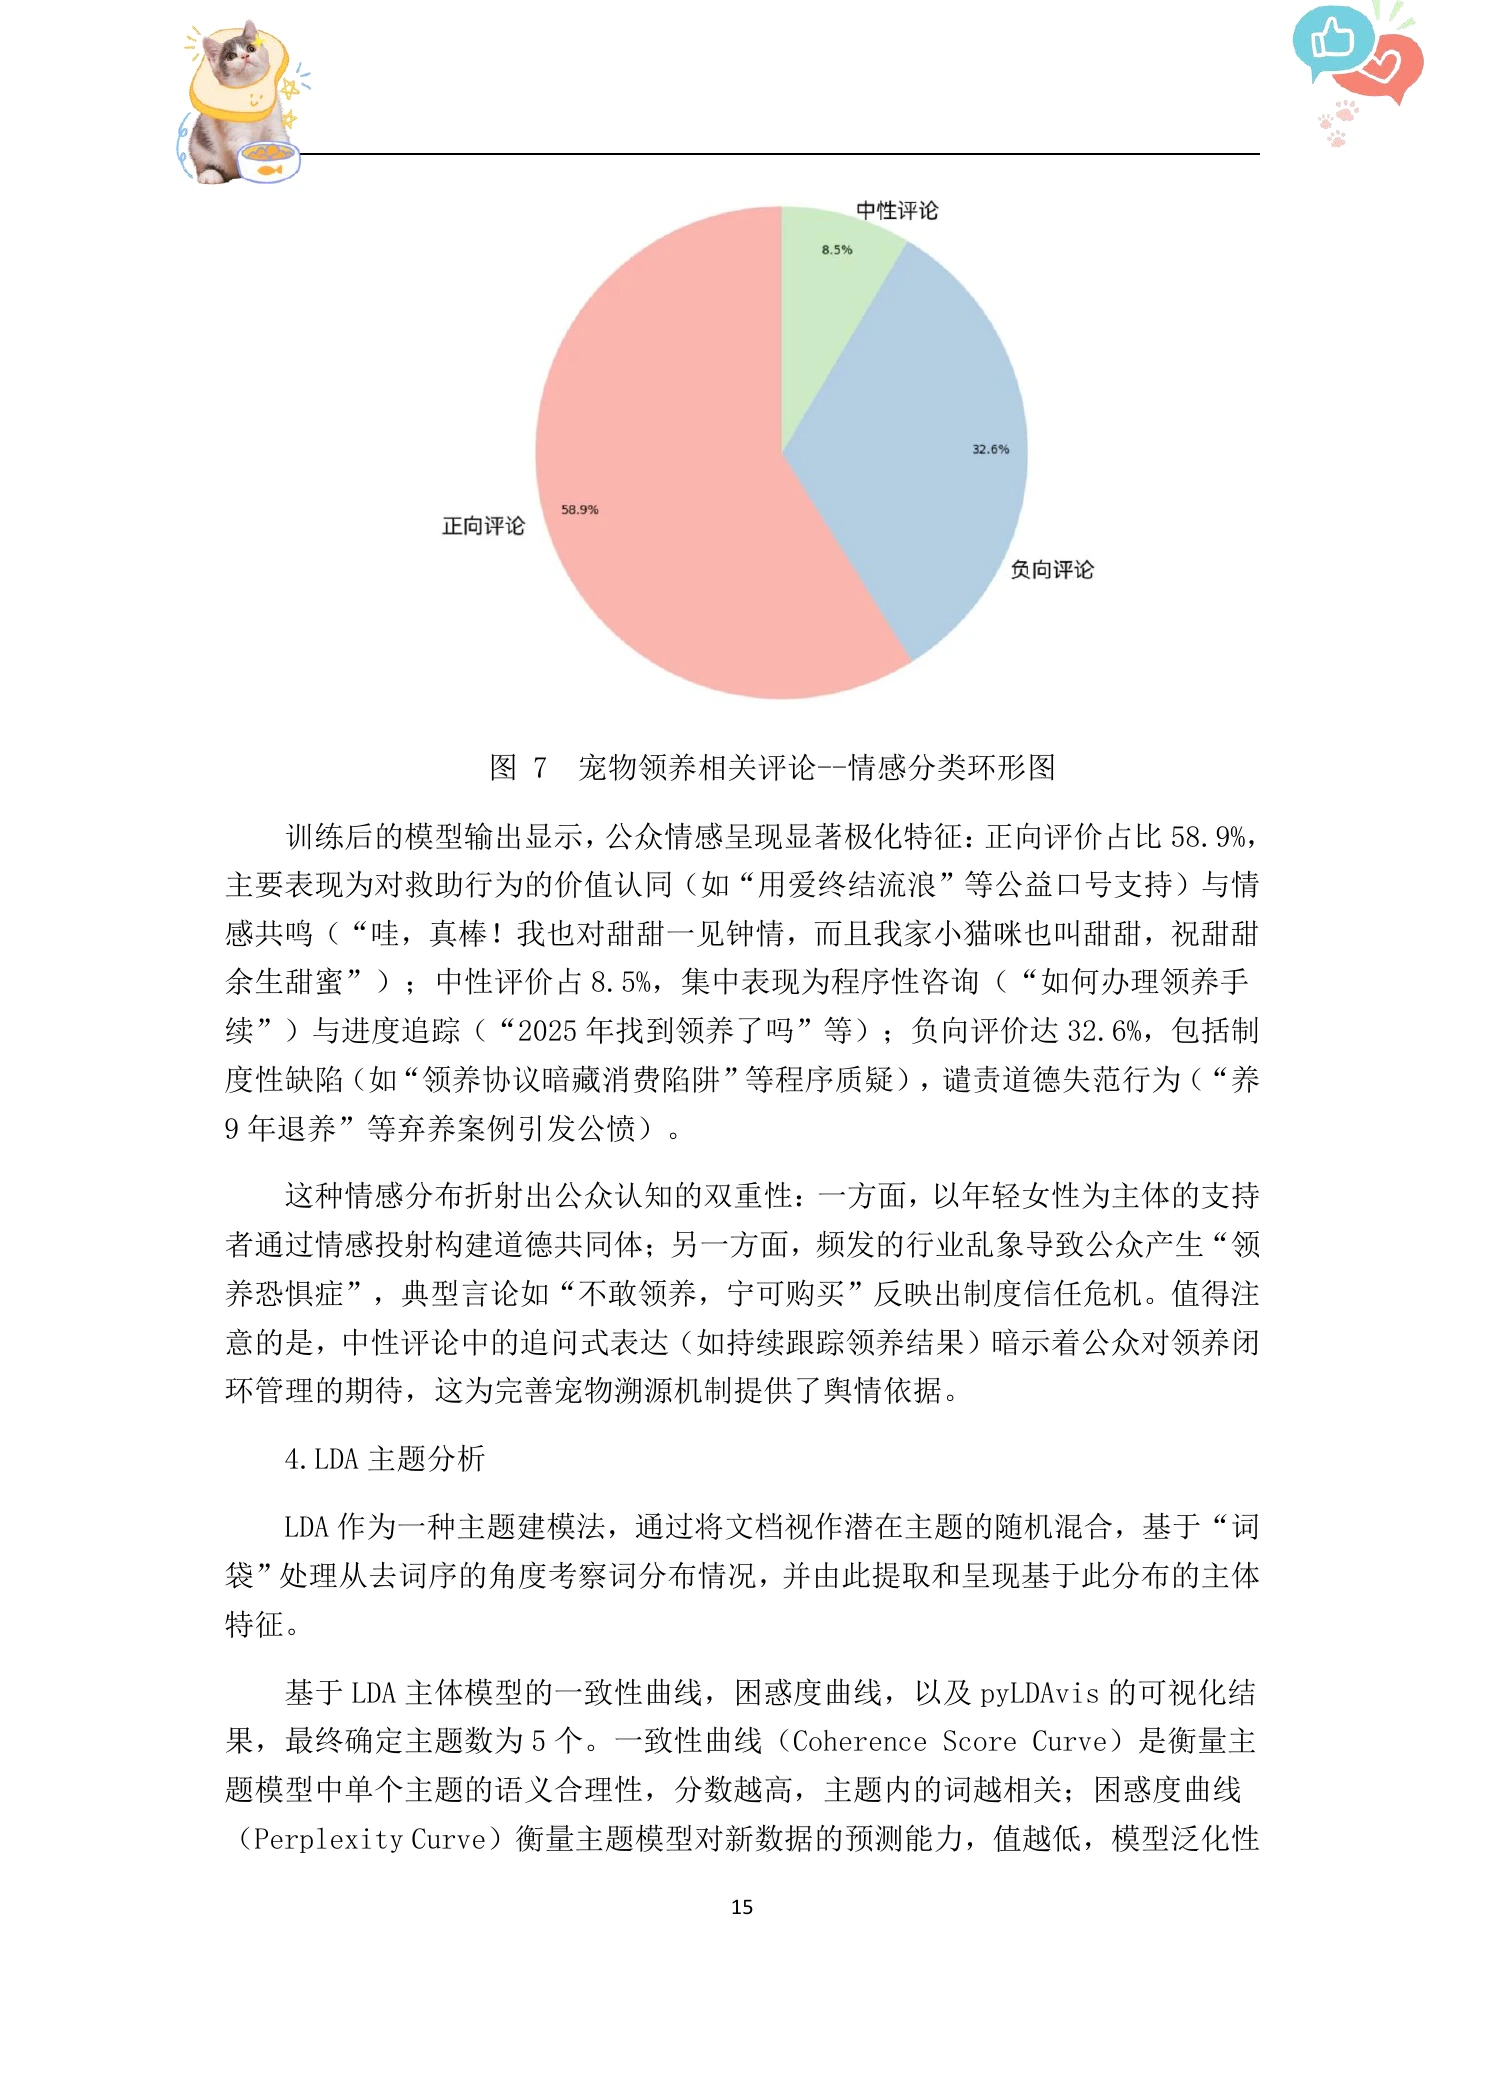 中性评论
8.5%
32.6%
58.9%
正向评论
负向评论
图 7 宠物领养相关评论--情感分类环形图
训练后的模型输出显示，公众情感呈现显著极化特征：正向评价占比 58.9%，
主要表现为对救助行为的价值认同（如“用爱终结流浪”等公益口号支持）与情
感共鸣（“哇，真棒！我也对甜甜一见钟情，而且我家小猫咪也叫甜甜，祝甜甜
余生甜蜜”）；中性评价占 8.5%，集中表现为程序性咨询（“如何办理领养手
续”）与进度追踪（“2025 年找到领养了吗”等）；负向评价达 32.6%，包括制
度性缺陷（如“领养协议暗藏消费陷阱”等程序质疑），谴责道德失范行为（“养
9 年退养”等弃养案例引发公愤）。
这种情感分布折射出公众认知的双重性：一方面，以年轻女性为主体的支持
者通过情感投射构建道德共同体；另一方面，频发的行业乱象导致公众产生“领
养恐惧症”，典型言论如“不敢领养，宁可购买”反映出制度信任危机。值得注
意的是，中性评论中的追问式表达（如持续跟踪领养结果）暗示着公众对领养闭
环管理的期待，这为完善宠物溯源机制提供了舆情依据。
4.LDA 主题分析
LDA 作为一种主题建模法，通过将文档视作潜在主题的随机混合，基于“词
袋”处理从去词序的角度考察词分布情况，并由此提取和呈现基于此分布的主体
特征。
基于 LDA 主体模型的一致性曲线，困惑度曲线，以及 pyLDAvis 的可视化结
果，最终确定主题数为 5 个。一致性曲线（Coherence Score Curve）是衡量主
题模型中单个主题的语义合理性，分数越高，主题内的词越相关；困惑度曲线
（Perplexity Curve）衡量主题模型对新数据的预测能力，值越低，模型泛化性
15